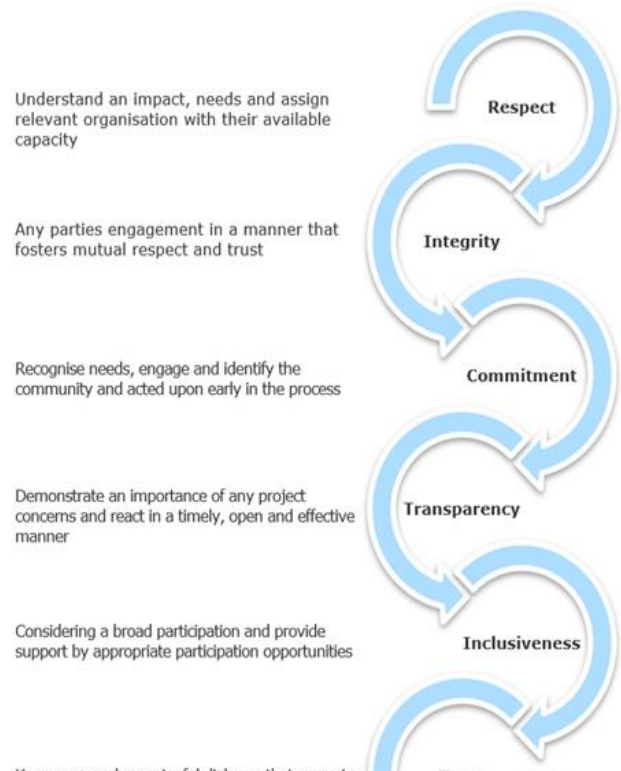 Understand an impact, needs and assign
relevant organisation with their available
capacity
Respect
Any parties engagement in a manner that
fosters mutual respect and trust
Integrity
Recognise needs, engage and identify the
community and acted upon early in the process
Commitment
Demonstrate an importance of any project
concerns and react in a timely, open and effective
manner
Transparency
Considering a broad participation and provide
support by appropriate participation opportunities
Inclusiveness